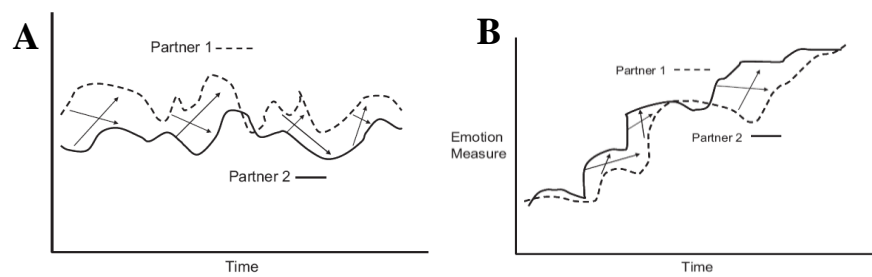 A
Partner 1
Partner 2
Time
B
Partner 1
Emotion
Measure
Partner 2
Time